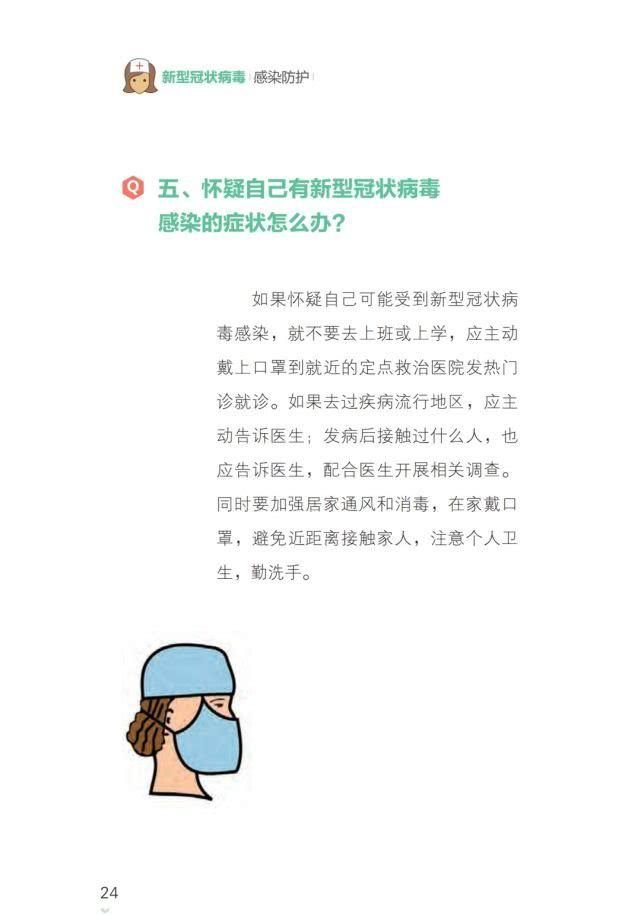 新型冠状病毒 感染防护
Q 五、怀疑自己有新型冠状病毒
感染的症状怎么办？
如果怀疑自己可能受到新型冠状病
毒感染，就不要去上班或上学，应主动
戴上口罩到就近的定点救治医院发热门
诊就诊。如果去过疾病流行地区，应主
动告诉医生；发病后接触过什么人，也
应告诉医生，配合医生开展相关调查。
同时要加强居家通风和消毒，在家戴口
罩，避免近距离接触家人，注意个人卫
生，勤洗手。
24